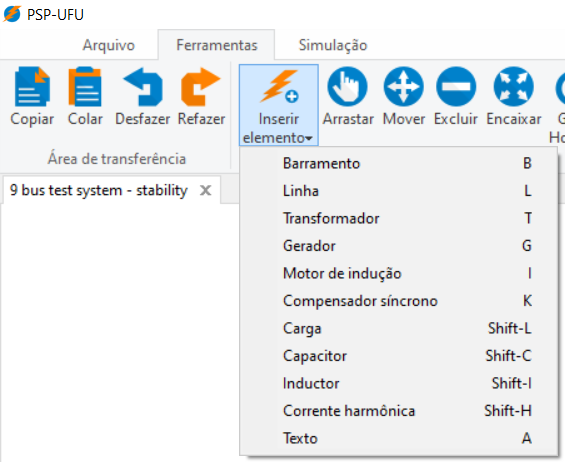 PSP-UFU
Arquivo Ferramentas Simulação
Copiar Colar Desfazer Refazer Inserir elemento Arrastar Mover Excluir Encaixar
Área de transferência
9 bus test system - stability
Barramento B
Linha L
Transformador T
Gerador G
Motor de indução I
Compensador síncrono K
Carga Shift-L
Capacitor Shift-C
Inductor Shift-I
Corrente harmônica Shift-H
Texto A